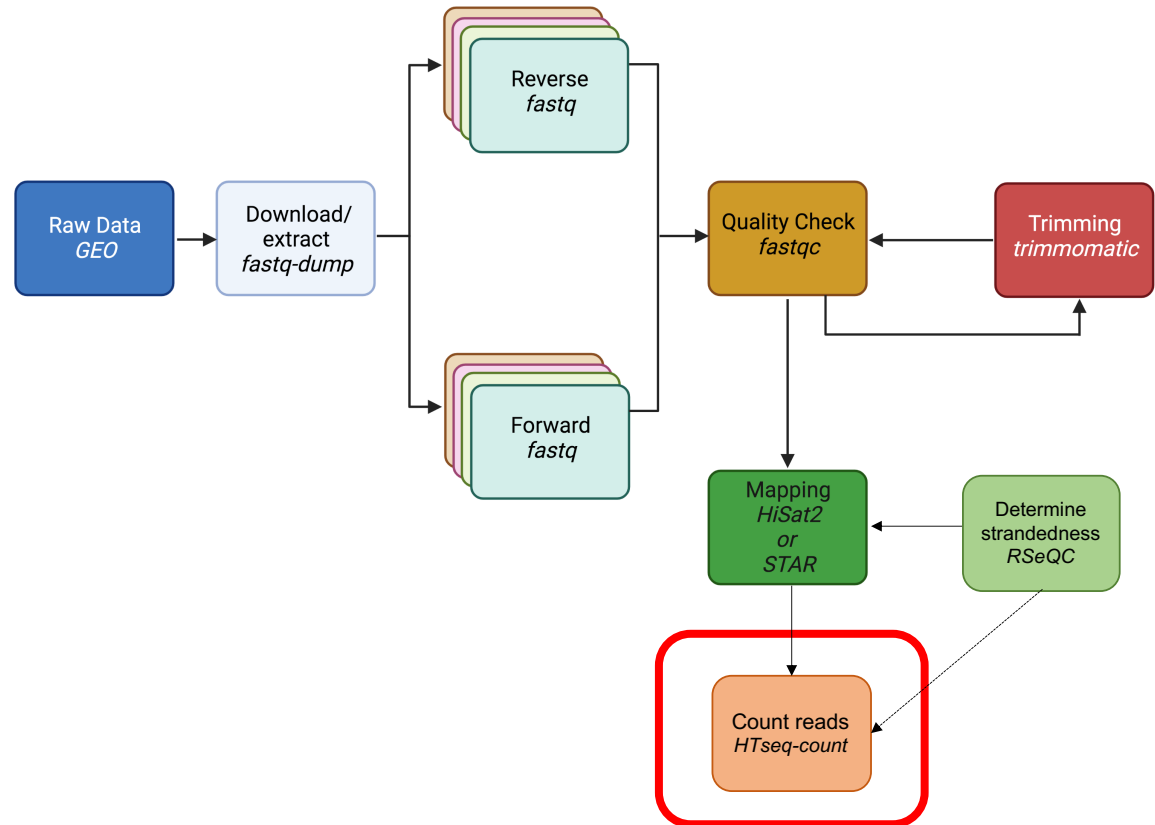 Reverse
fastq
Raw Data
GEO
Download/
extract
fastq-dump
Quality Check
fastqc
Trimming
trimmomatic
Forward
fastq
Mapping
HiSat2
or
STAR
Determine
strandedness
RSeQC
Count reads
HTseq-count